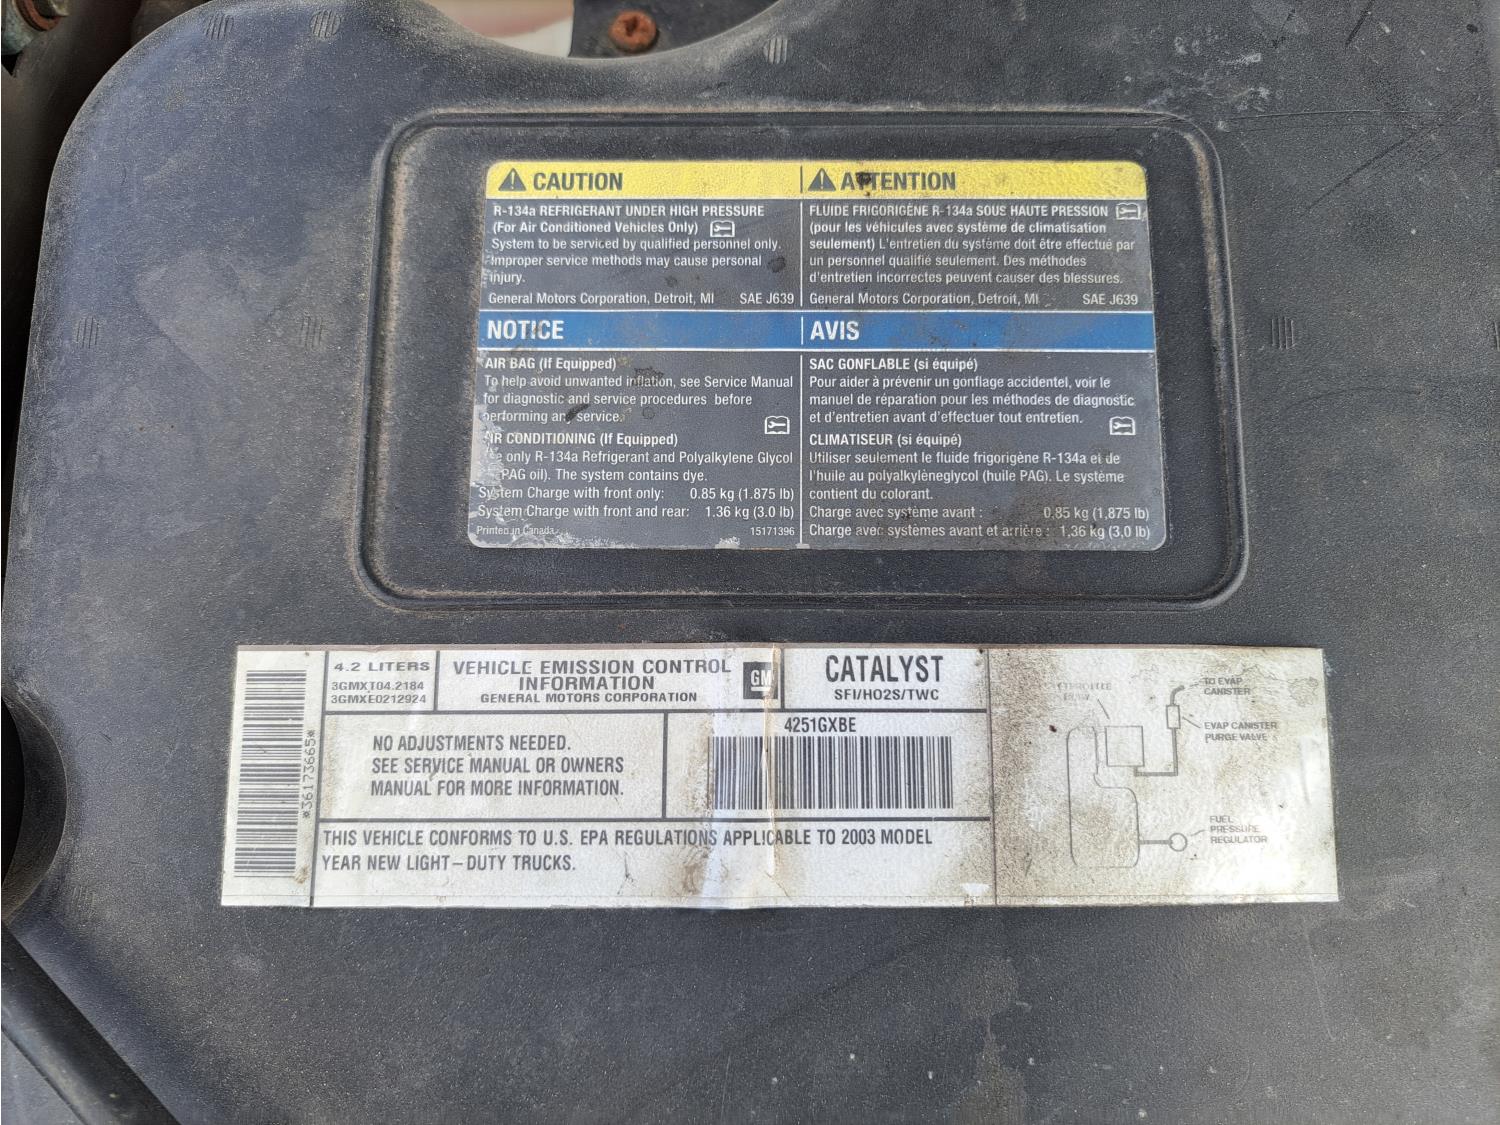 CAUTION
R-134a REFRIGERANT UNDER HIGH PRESSURE
(For Air Conditioned Vehicles Only)
System to be serviced by qualified personnel only.
Improper service methods may cause personal
injury.
General Motors Corporation, Detroit, MI SAE J639
ATTENTION
FLUIDE FRIGORIGÈNE R-134a SOUS HAUTE PRESSION
(pour les véhicules avec système de climatisation
seulement) L'entretien du système doit être effectué par
un personnel qualifié seulement. Des méthodes
d'entretien incorrectes peuvent causer des blessures.
General Motors Corporation, Detroit, MI SAE J639
NOTICE
AIR BAG (If Equipped)
To help avoid unwanted inflation, see Service Manual
for diagnostic and service procedures before
performing any service.
AIR CONDITIONING (If Equipped)
Use only R-134a Refrigerant and Polyalkylene Glycol
(PAG oil). The system contains dye.
System Charge with front only: 0.85 kg (1.875 lb)
System Charge with front and rear: 1.36 kg (3.0 lb)
Printed in Canada 15171396
AVIS
SAC GONFLABLE (si équipé)
Pour aider à prévenir un gonflage accidentel, voir le
manuel de réparation pour les méthodes de diagnostic
et d'entretien avant d'effectuer tout entretien.
CLIMATISEUR (si équipé)
Utiliser seulement le fluide frigorigène R-134a et de
l'huile au polyalkylèneglycol (huile PAG). Le système
contient du colorant.
Charge avec système avant : 0.85 kg (1,875 lb)
Charge avec systèmes avant et arrière : 1,36 kg (3,0 lb)
*36173665*
4.2 LITERS
3GMXT04.2184
3GMXE0212924
VEHICLE EMISSION CONTROL
INFORMATION
GENERAL MOTORS CORPORATION
GM
CATALYST
SFI/HO2S/TWC
NO ADJUSTMENTS NEEDED.
SEE SERVICE MANUAL OR OWNERS
MANUAL FOR MORE INFORMATION.
4251GXBE
THIS VEHICLE CONFORMS TO U.S. EPA REGULATIONS APPLICABLE TO 2003 MODEL
YEAR NEW LIGHT-DUTY TRUCKS.
THROTTLE
TO EVAP
CANISTER
EVAP CANISTER
PURGE VALVE
FUEL
PRESSURE
REGULATOR